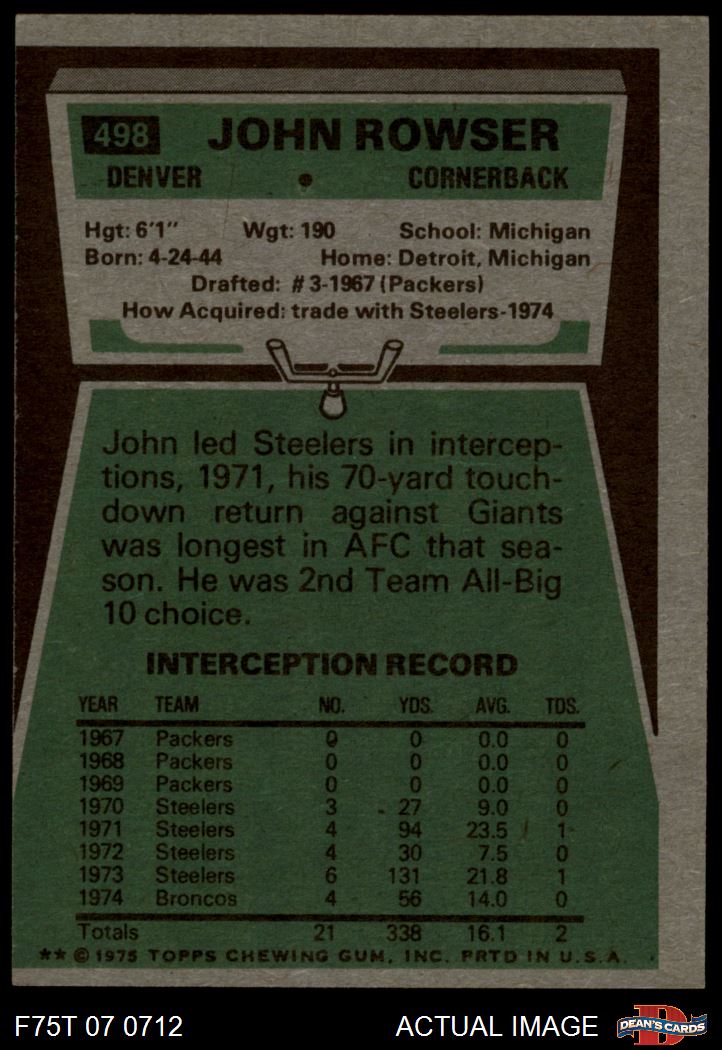 498 JOHN ROWSER
DENVER • CORNERBACK
Hgt: 6'1" Wgt: 190 School: Michigan
Born: 4-24-44 Home: Detroit, Michigan
Drafted: #3-1967 (Packers)
How Acquired: trade with Steelers-1974
John led Steelers in intercep-
tions, 1971, his 70-yard touch-
down return against Giants
was longest in AFC that sea-
son. He was 2nd Team All-Big
10 choice.
INTERCEPTION RECORD
YEAR TEAM NO. YDS. AVG. TDS.
1967 Packers 0 0 0.0 0
1968 Packers 0 0 0.0 0
1969 Packers 0 0 0.0 0
1970 Steelers 3 27 9.0 0
1971 Steelers 4 94 23.5 1
1972 Steelers 4 30 7.5 0
1973 Steelers 6 131 21.8 1
1974 Broncos 4 56 14.0 0
Totals 21 338 16.1 2
** © 1975 TOPPS CHEWING GUM, INC. PRTD IN U.S.A.
F75T 07 0712 ACTUAL IMAGE D DEAN'S CARDS